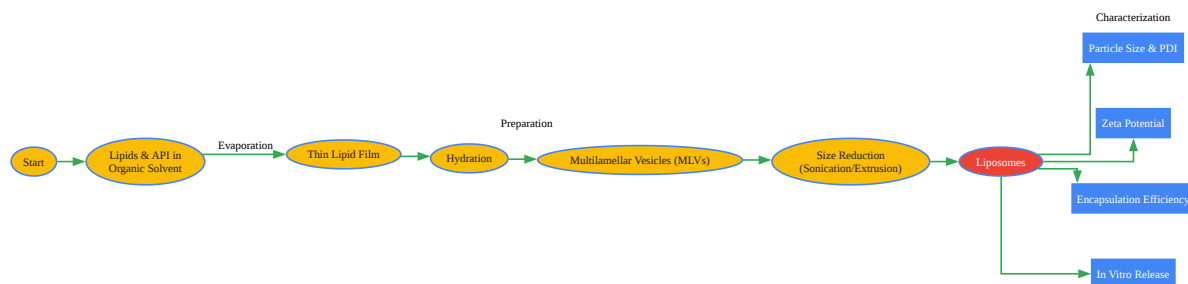 Characterization
Particle Size & PDI
Zeta Potential
Preparation
Evaporation
Start
Lipids & API in
Organic Solvent
Thin Lipid Film
Hydration
Multilamellar Vesicles (MLVs)
Size Reduction
(Sonication/Extrusion)
Liposomes
Encapsulation Efficiency
In Vitro Release